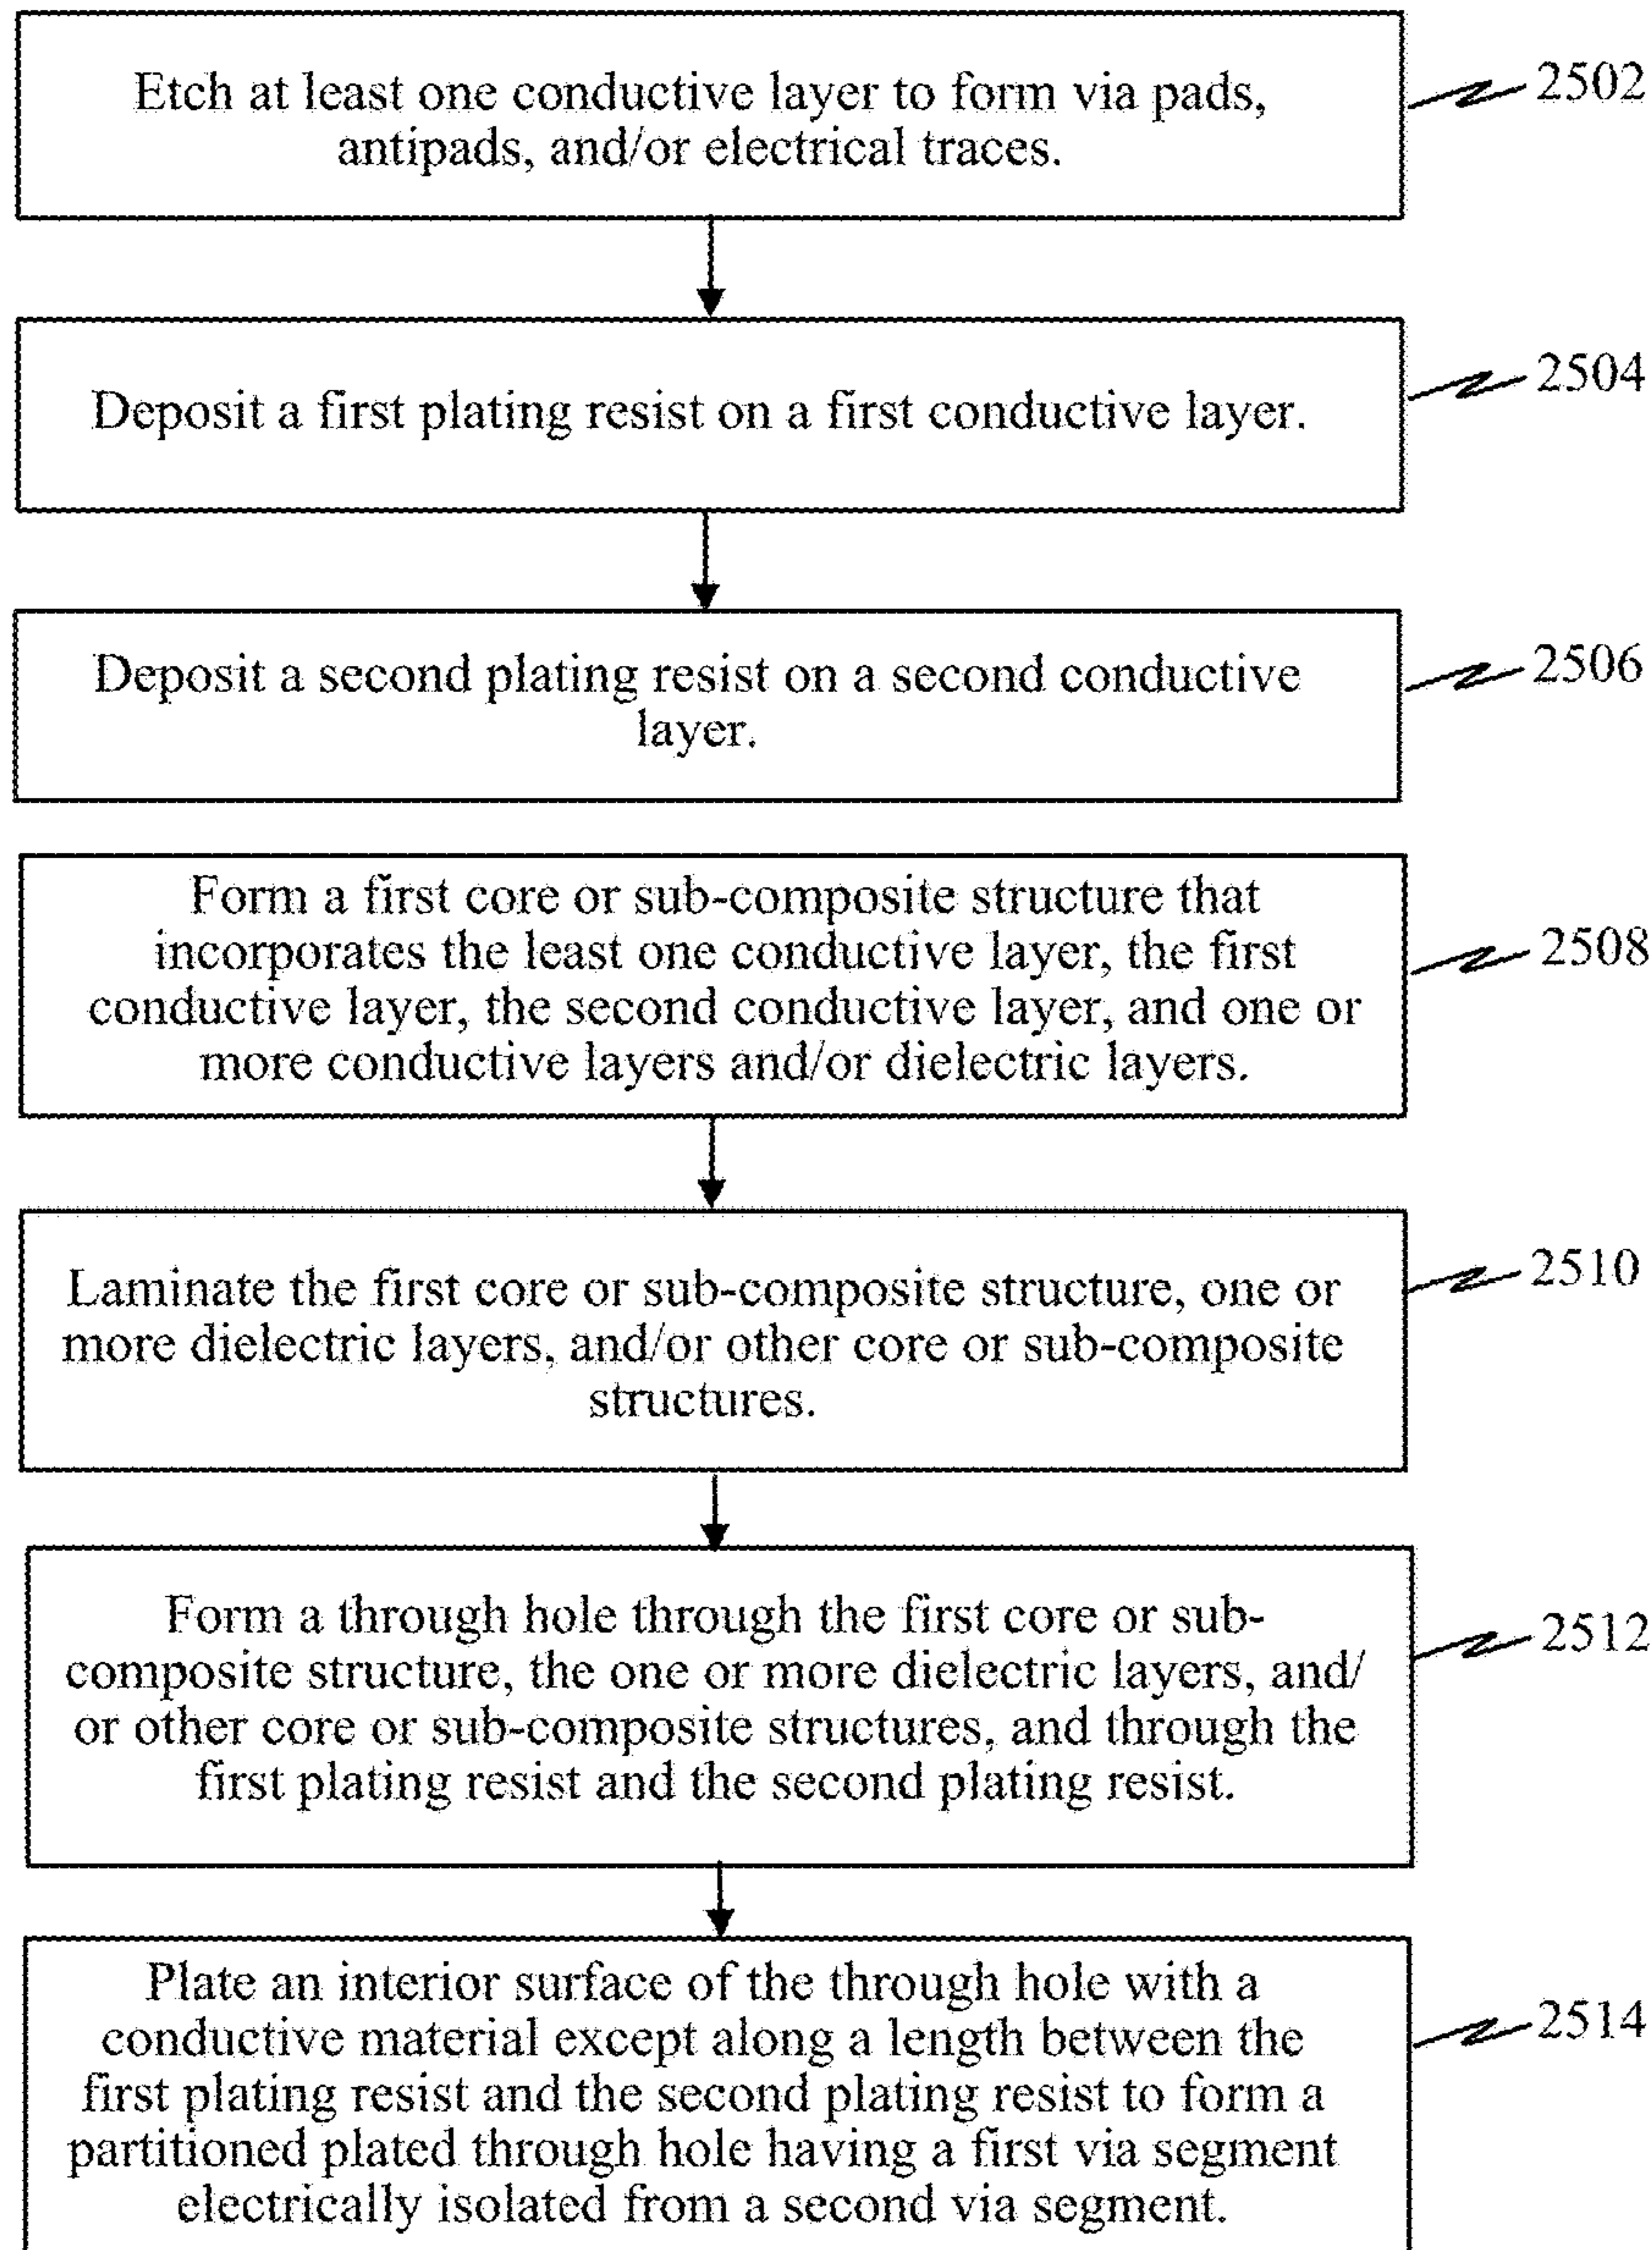 Etch at least one conductive layer to form via pads,
antipads, and/or electrical traces.
2502
Deposit a first plating resist on a first conductive layer.
2504
Deposit a second plating resist on a second conductive
layer.
2506
Form a first core or sub-composite structure that
incorporates the least one conductive layer, the first
conductive layer, the second conductive layer, and one or
more conductive layers and/or dielectric layers.
2508
Laminate the first core or sub-composite structure, one or
more dielectric layers, and/or other core or sub-composite
structures.
2510
Form a through hole through the first core or sub-
composite structure, the one or more dielectric layers, and/
or other core or sub-composite structures, and through the
first plating resist and the second plating resist.
2512
Plate an interior surface of the through hole with a
conductive material except along a length between the
first plating resist and the second plating resist to form a
partitioned plated through hole having a first via segment
electrically isolated from a second via segment.
2514